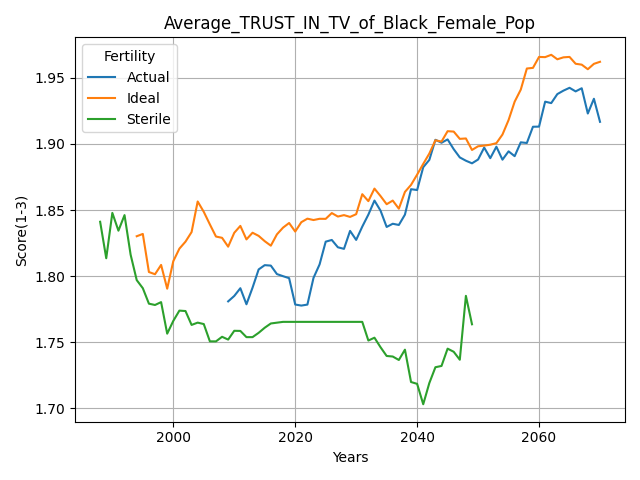 Average_TRUST_IN_TV_of_Black_Female_Pop
Fertility
Actual
Ideal
Sterile
Score(1-3)
1.95
1.90
1.85
1.80
1.75
1.70
2000 2020 2040 2060
Years